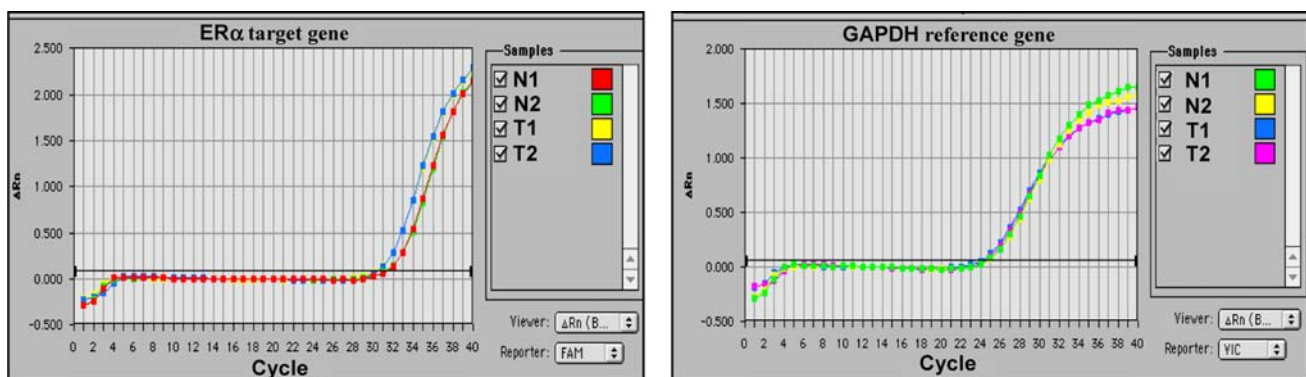 ERα target gene
2.500
2.000
1.500
1.000
0.500
0.000
-0.500
ΔRn
0 2 4 6 8 10 12 14 16 18 20 22 24 26 28 30 32 34 36 38 40
Cycle
Samples
N1
N2
T1
T2
Viewer: ΔRn (B...
Reporter: FAM
GAPDH reference gene
2.000
1.500
1.000
0.500
0.000
-0.500
ΔRn
0 2 4 6 8 10 12 14 16 18 20 22 24 26 28 30 32 34 36 38 40
Cycle
Samples
N1
N2
T1
T2
Viewer: ΔRn (B...
Reporter: VIC